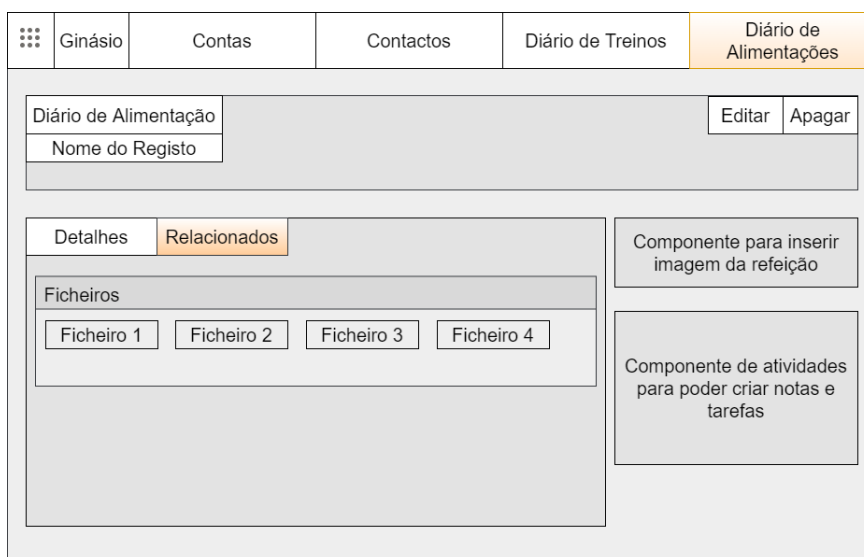 Ginásio
Contas
Contactos
Diário de Treinos
Diário de
Alimentações
Diário de Alimentação
Nome do Registo
Editar
Apagar
Detalhes
Relacionados
Ficheiros
Ficheiro 1
Ficheiro 2
Ficheiro 3
Ficheiro 4
Componente para inserir
imagem da refeição
Componente de atividades
para poder criar notas e
tarefas